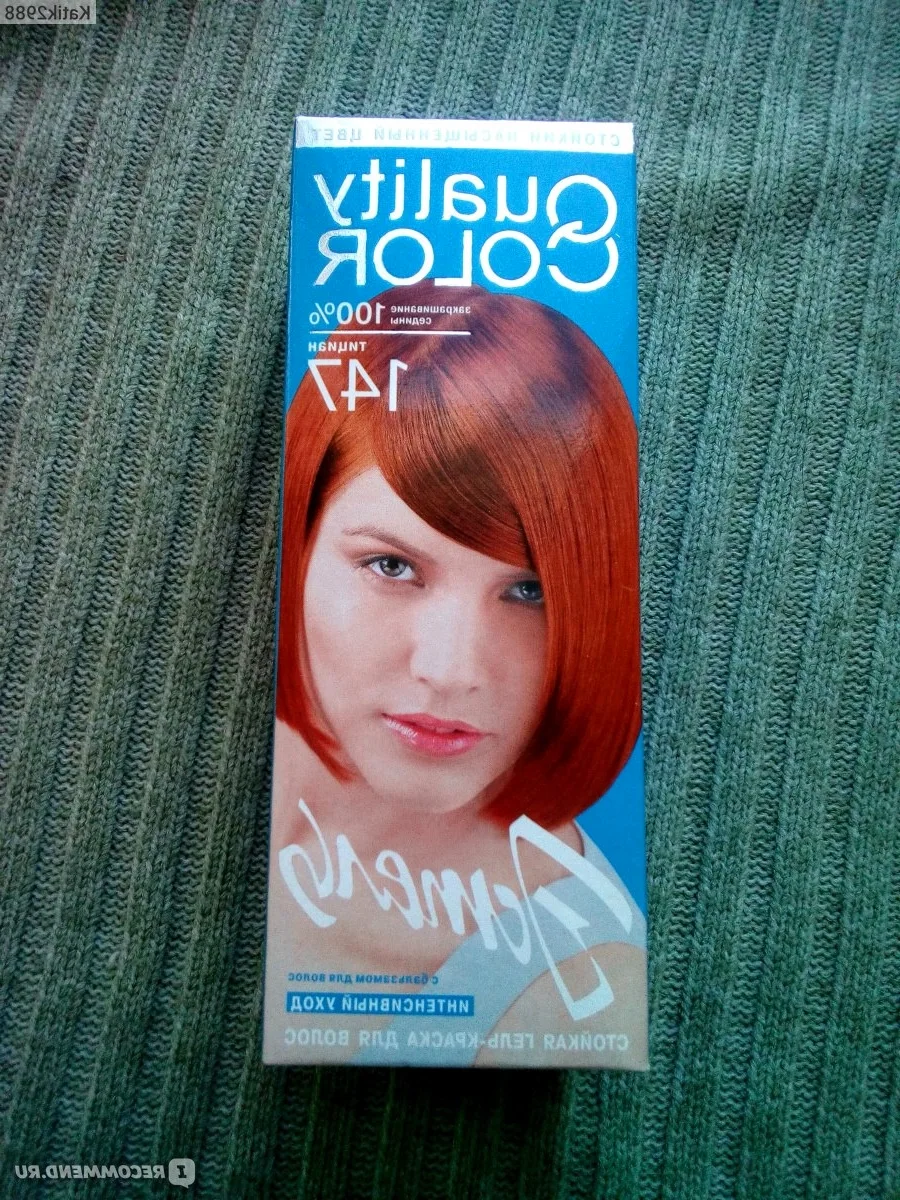 Katik2988
СТОЙКИЙ НАСЫЩЕННЫЙ ЦВЕТ
Quality
COLOR
закрашивание
седины
100%
тициан
147
Эстель
с бальзамом для волос
ИНТЕНСИВНЫЙ УХОД
СТОЙКАЯ ГЕЛЬ-КРАСКА ДЛЯ ВОЛОС
IRECOMMEND.RU